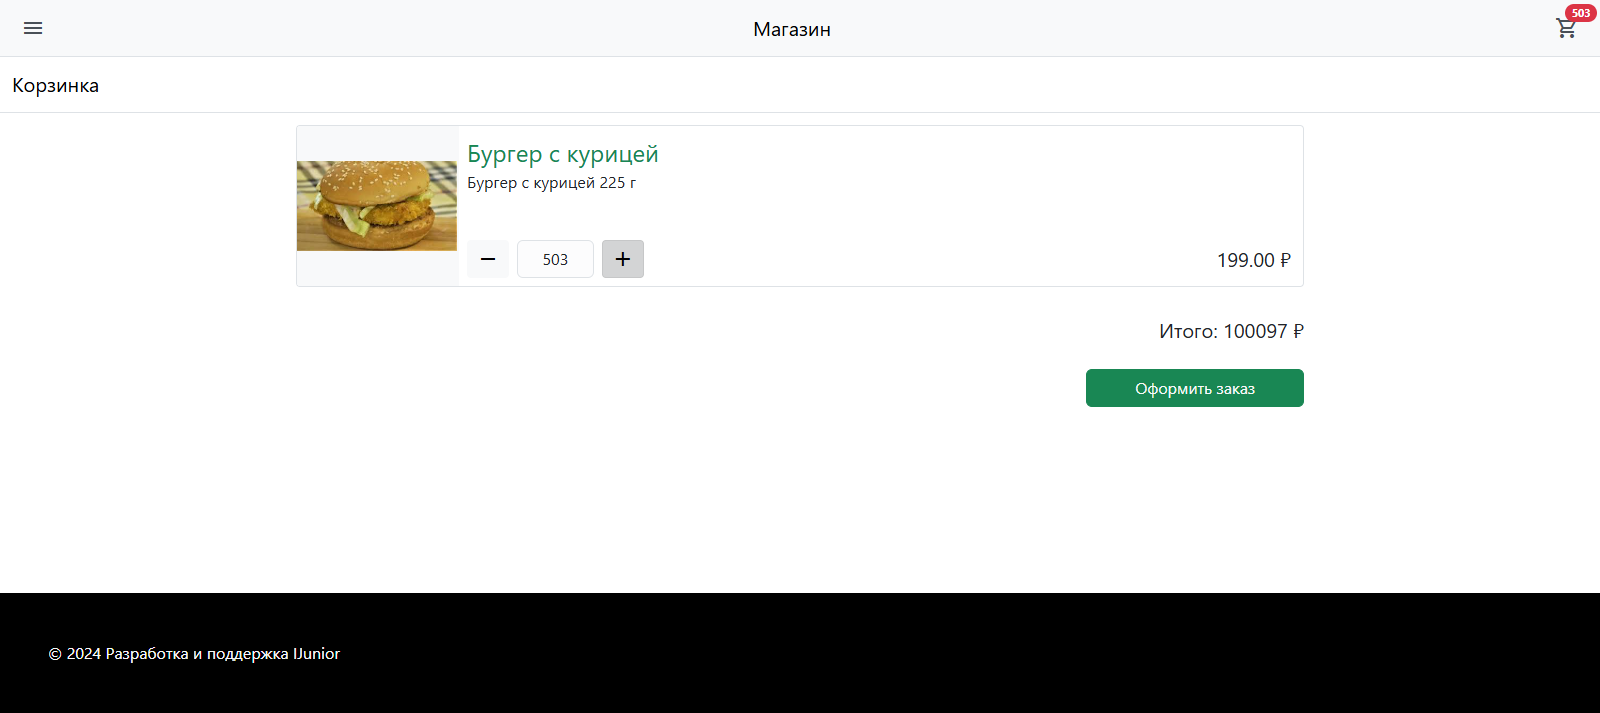 Магазин
503
Корзинка
Бургер с курицей
Бургер с курицей 225 г
503
199.00 ₽
Итого: 100097 ₽
Оформить заказ
© 2024 Разработка и поддержка IJunior